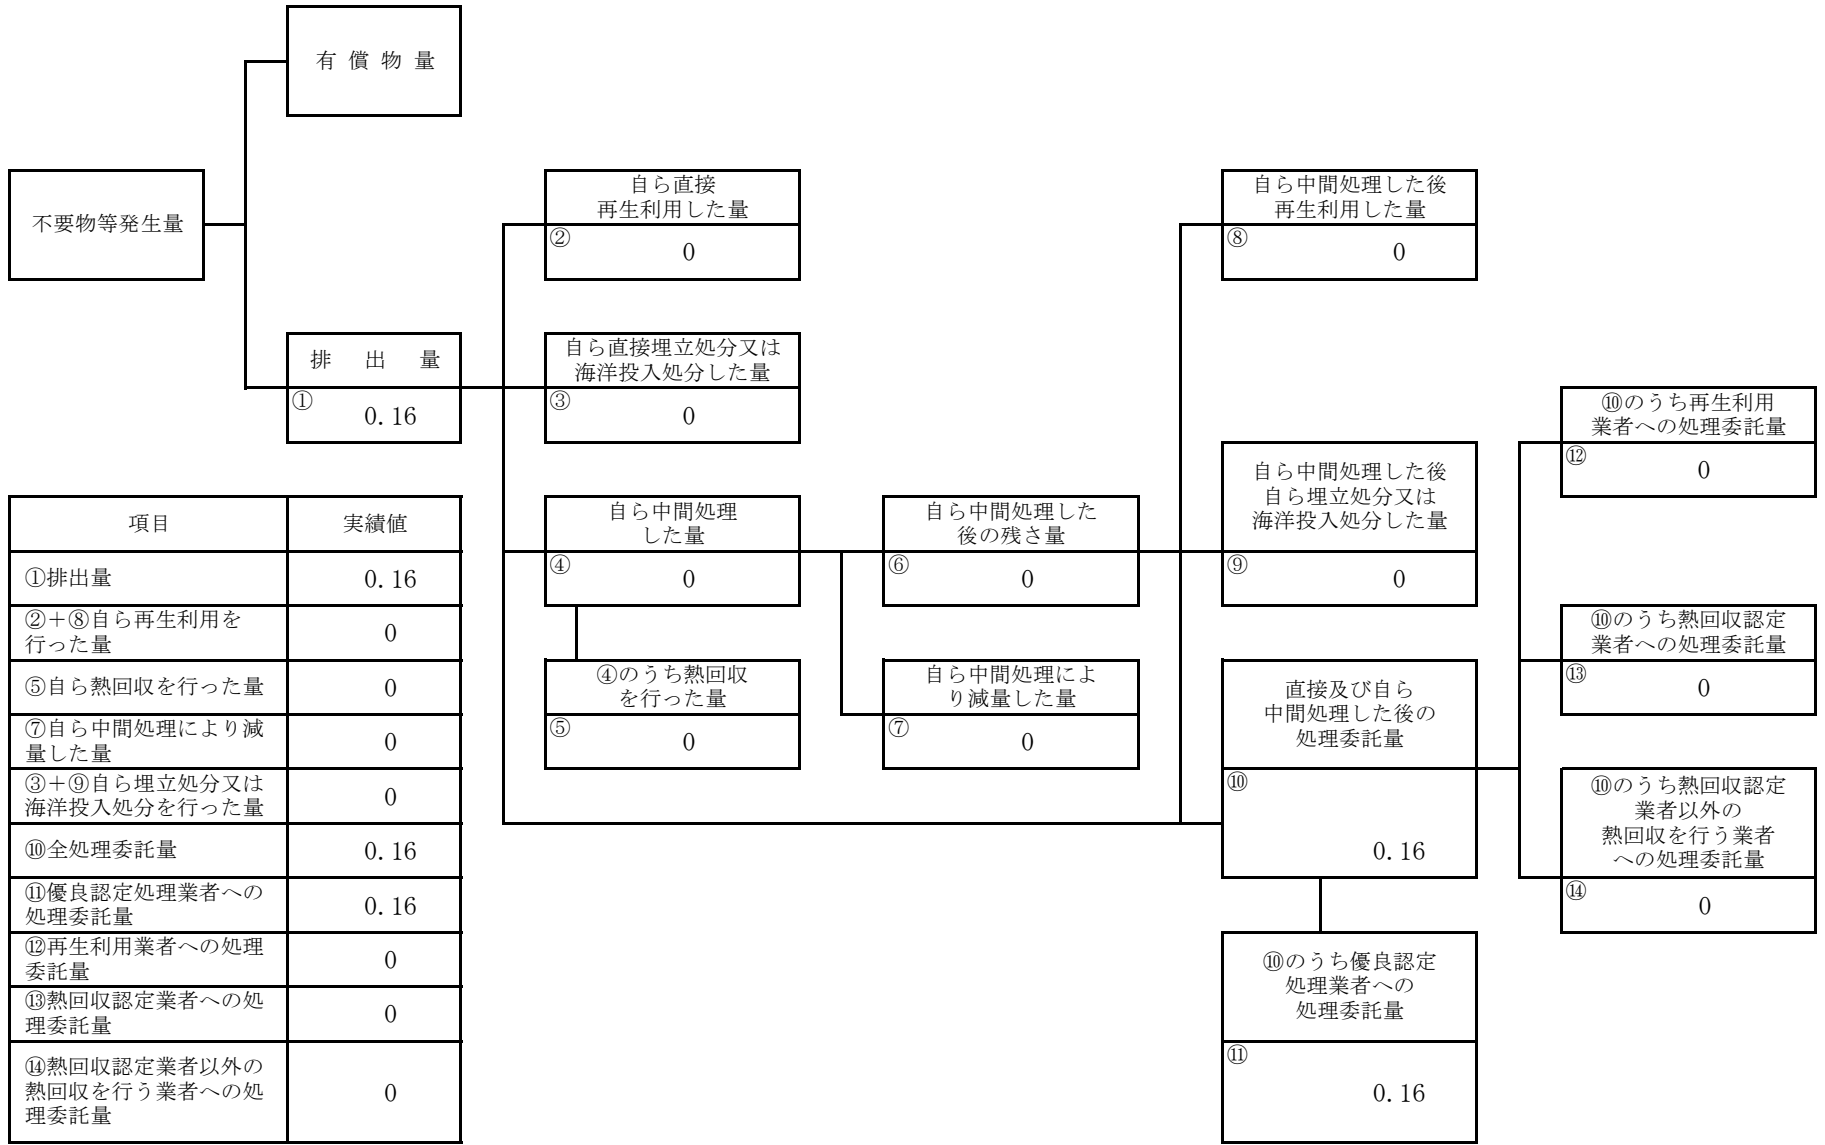 有償物量
不要物等発生量
排出量
①
0.16
自ら直接
再生利用した量
②
0
自ら直接埋立処分又は
海洋投入処分した量
③
0
自ら中間処理
した量
④
0
④のうち熱回収
を行った量
⑤
0
自ら中間処理した
後の残さ量
⑥
0
自ら中間処理によ
り減量した量
⑦
0
自ら中間処理した後
再生利用した量
⑧
0
自ら中間処理した後
自ら埋立処分又は
海洋投入処分した量
⑨
0
直接及び自ら
中間処理した後の
処理委託量
⑩
0.16
⑩のうち優良認定
処理業者への
処理委託量
⑪
0.16
⑩のうち再生利用
業者への処理委託量
⑫
0
⑩のうち熱回収認定
業者への処理委託量
⑬
0
⑩のうち熱回収認定
業者以外の
熱回収を行う業者
への処理委託量
⑭
0
項目 実績値
①排出量 0.16
②＋⑧自ら再生利用を
行った量 0
⑤自ら熱回収を行った量 0
⑦自ら中間処理により減
量した量 0
③＋⑨自ら埋立処分又は
海洋投入処分を行った量 0
⑩全処理委託量 0.16
⑪優良認定処理業者への
処理委託量 0.16
⑫再生利用業者への処理
委託量 0
⑬熱回収認定業者への処
理委託量 0
⑭熱回収認定業者以外の
熱回収を行う業者への処
理委託量 0